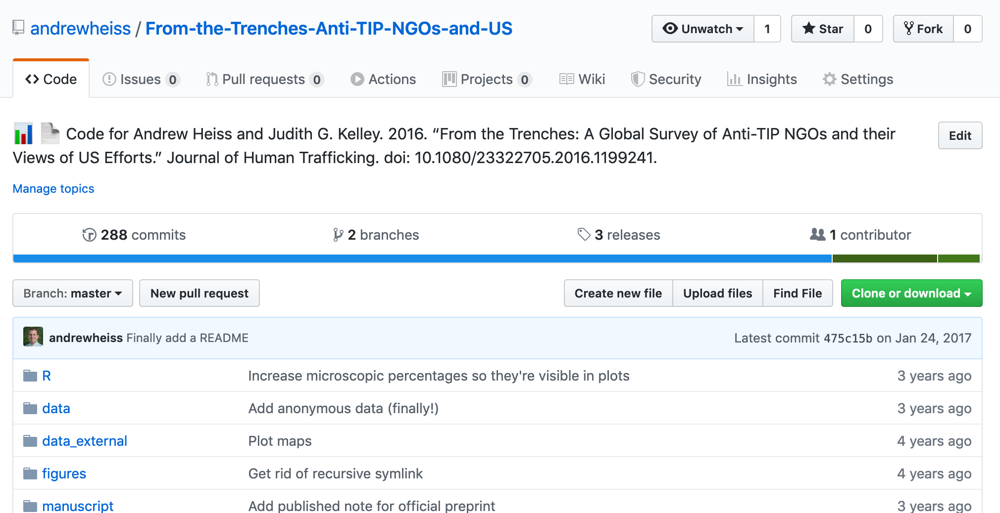 andrewheiss / From-the-Trenches-Anti-TIP-NGOs-and-US
Unwatch 1 Star 0 Fork 0
Code Issues 0 Pull requests 0 Actions Projects 0 Wiki Security Insights Settings
Code for Andrew Heiss and Judith G. Kelley. 2016. “From the Trenches: A Global Survey of Anti-TIP NGOs and their
Edit
Views of US Efforts.” Journal of Human Trafficking. doi: 10.1080/23322705.2016.1199241.
Manage topics
288 commits 2 branches 3 releases 1 contributor
Branch: master New pull request Create new file Upload files Find File Clone or download
andrewheiss Finally add a README Latest commit 475c15b on Jan 24, 2017
R Increase microscopic percentages so they're visible in plots 3 years ago
data Add anonymous data (finally!) 3 years ago
data_external Plot maps 4 years ago
figures Get rid of recursive symlink 4 years ago
manuscript Add published note for official preprint 3 years ago